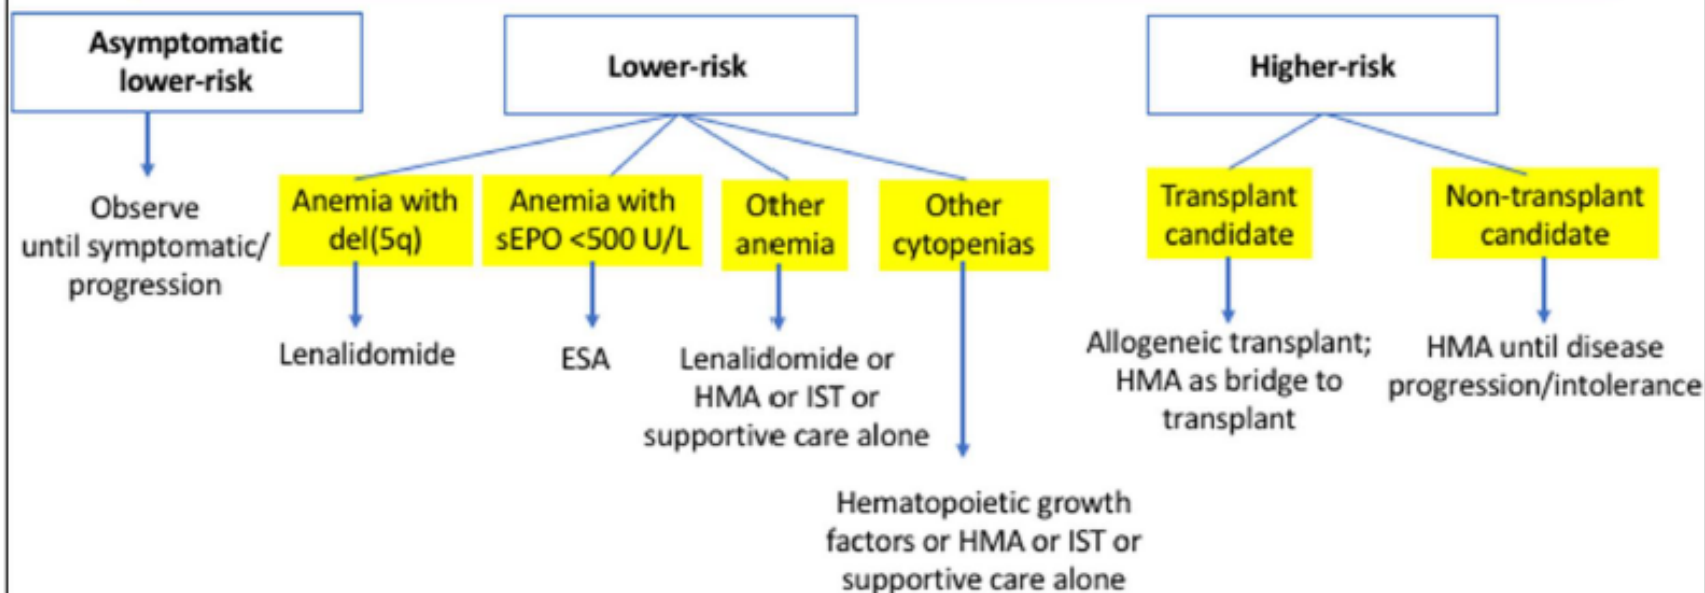 Asymptomatic
lower-risk
Lower-risk
Higher-risk
Observe
until symptomatic/
progression
Anemia with
del(5q)
Lenalidomide
Anemia with
sEPO <500 U/L
ESA
Other
anemia
Lenalidomide or
HMA or IST or
supportive care alone
Other
cytopenias
Hematopoietic growth
factors or HMA or IST or
supportive care alone
Transplant
candidate
Allogeneic transplant;
HMA as bridge to
transplant
Non-transplant
candidate
HMA until disease
progression/intolerance